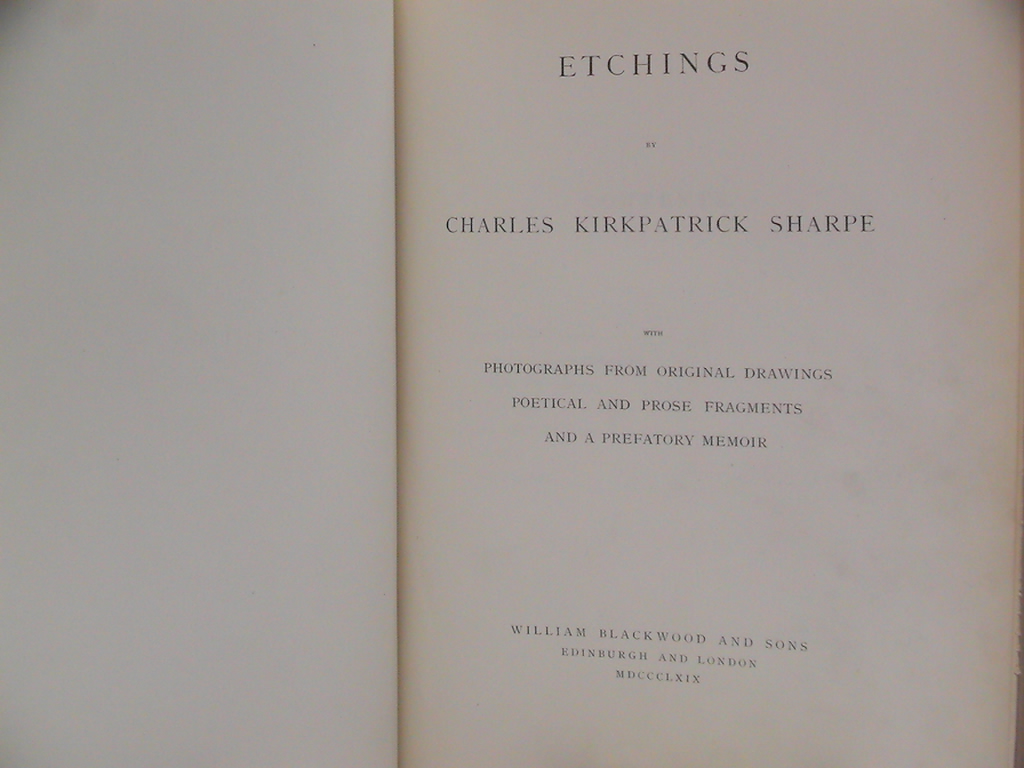 ETCHINGS
BY
CHARLES KIRKPATRICK SHARPE
WITH
PHOTOGRAPHS FROM ORIGINAL DRAWINGS
POETICAL AND PROSE FRAGMENTS
AND A PREFATORY MEMOIR
WILLIAM BLACKWOOD AND SONS
EDINBURGH AND LONDON
MDCCCLXIX